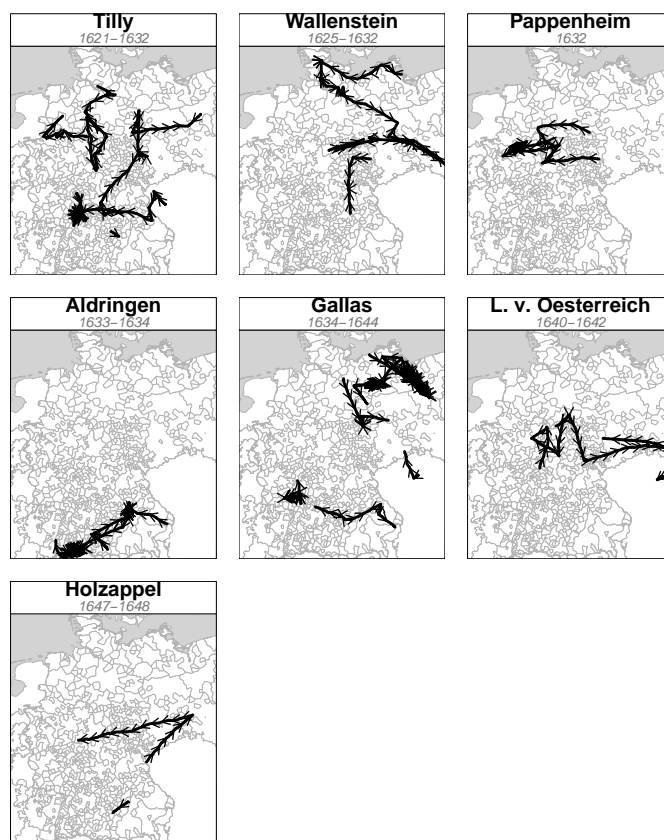 Tilly
1621–1632
Wallenstein
1625–1632
Pappenheim
1632
Aldringen
1633–1634
Gallas
1634–1644
L. v. Oesterreich
1640–1642
Holzappel
1647–1648